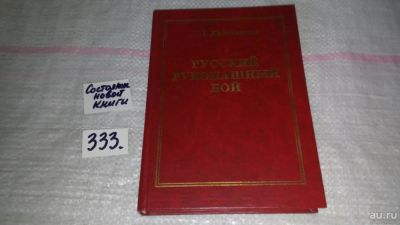 Состояние
новой
книги
333.
РУССКИЙ
РУКОПАШНЫЙ
БОЙ
au.ru